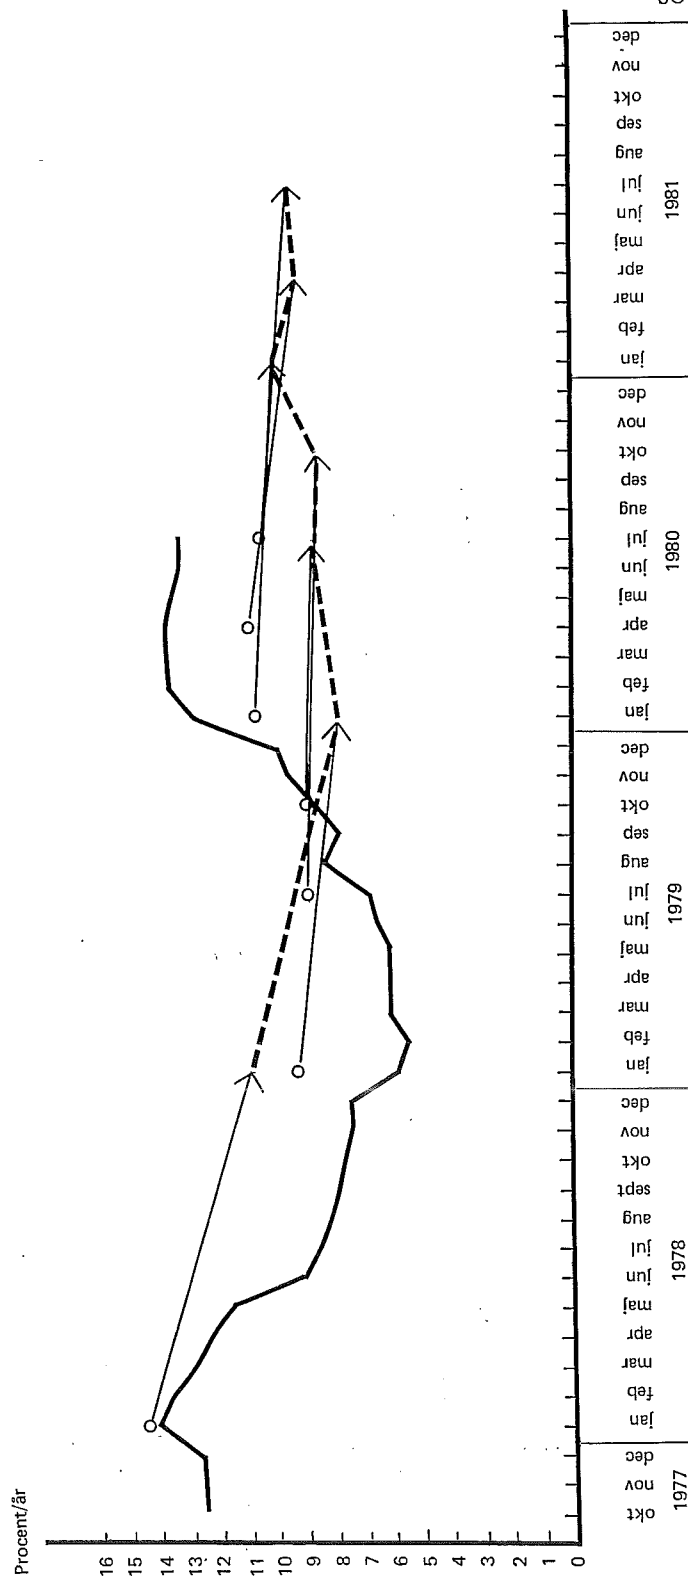 Procent/år
16
15
14
13
12
11
10
9
8
7
6
5
4
3
2
1
0
okt nov dec
jan feb mar apr maj jun jul aug sept okt nov dec
jan feb mar apr maj jun jul aug sep okt nov dec
jan feb mar apr maj jun jul aug sep okt nov dec
jan feb mar apr maj jun jul aug sep okt nov dec
1977 1978 1979 1980 1981